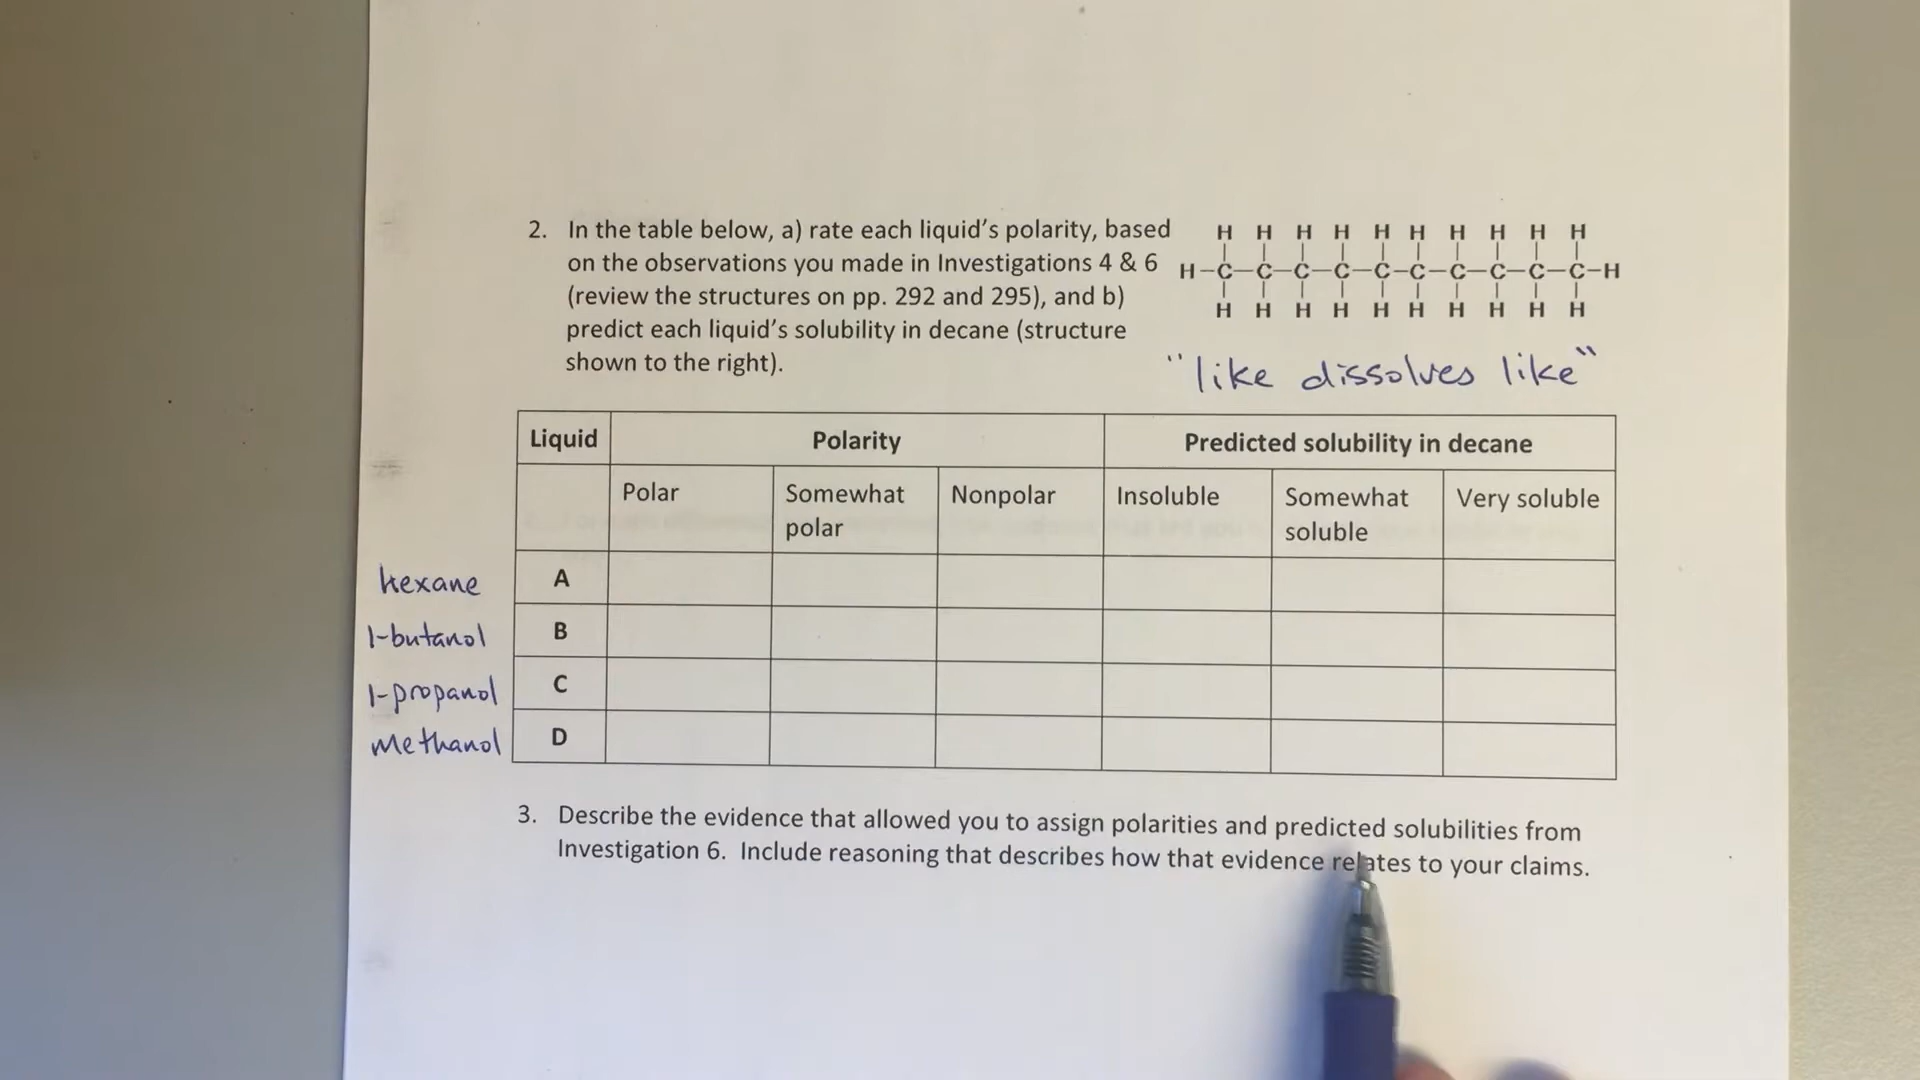 2. In the table below, a) rate each liquid's polarity, based
on the observations you made in Investigations 4 & 6
(review the structures on pp. 292 and 295), and b)
predict each liquid's solubility in decane (structure
shown to the right).
H H H H H H H H H H
H-C-C-C-C-C-C-C-C-C-C-H
H H H H H H H H H H
"like dissolves like"
Liquid Polarity Predicted solubility in decane
Polar Somewhat polar Nonpolar Insoluble Somewhat soluble Very soluble
hexane A
1-butanol B
1-propanol C
methanol D
3. Describe the evidence that allowed you to assign polarities and predicted solubilities from
Investigation 6. Include reasoning that describes how that evidence relates to your claims.